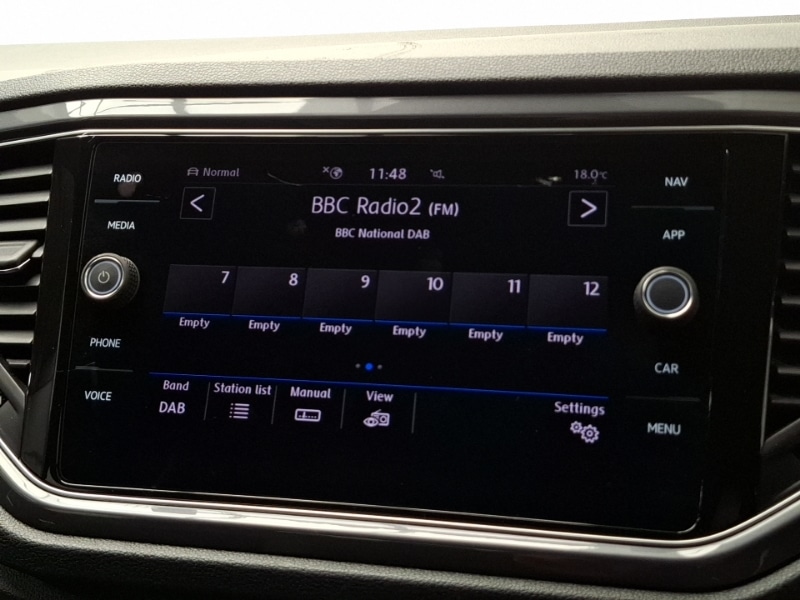 RADIO
MEDIA
PHONE
VOICE
Normal
11:48
18.0°C
BBC Radio2 (FM)
BBC National DAB
7 8 9 10 11 12
Empty Empty Empty Empty Empty Empty
Band Station list Manual View Settings
DAB
NAV
APP
CAR
MENU